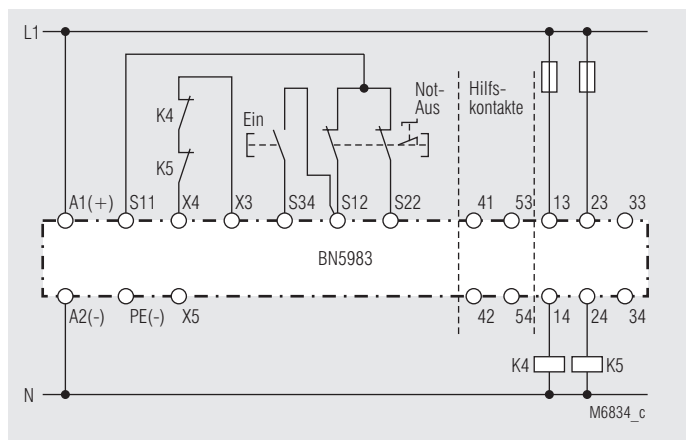 L1
Not-
Aus
Hilfs-
kontakte
K4
Ein
K5
A1(+) S11 X4 X3 S34 S12 S22 41 53 13 23 33
BN5983
A2(-) PE(-) X5 42 54 14 24 34
K4 K5
N
M6834_c